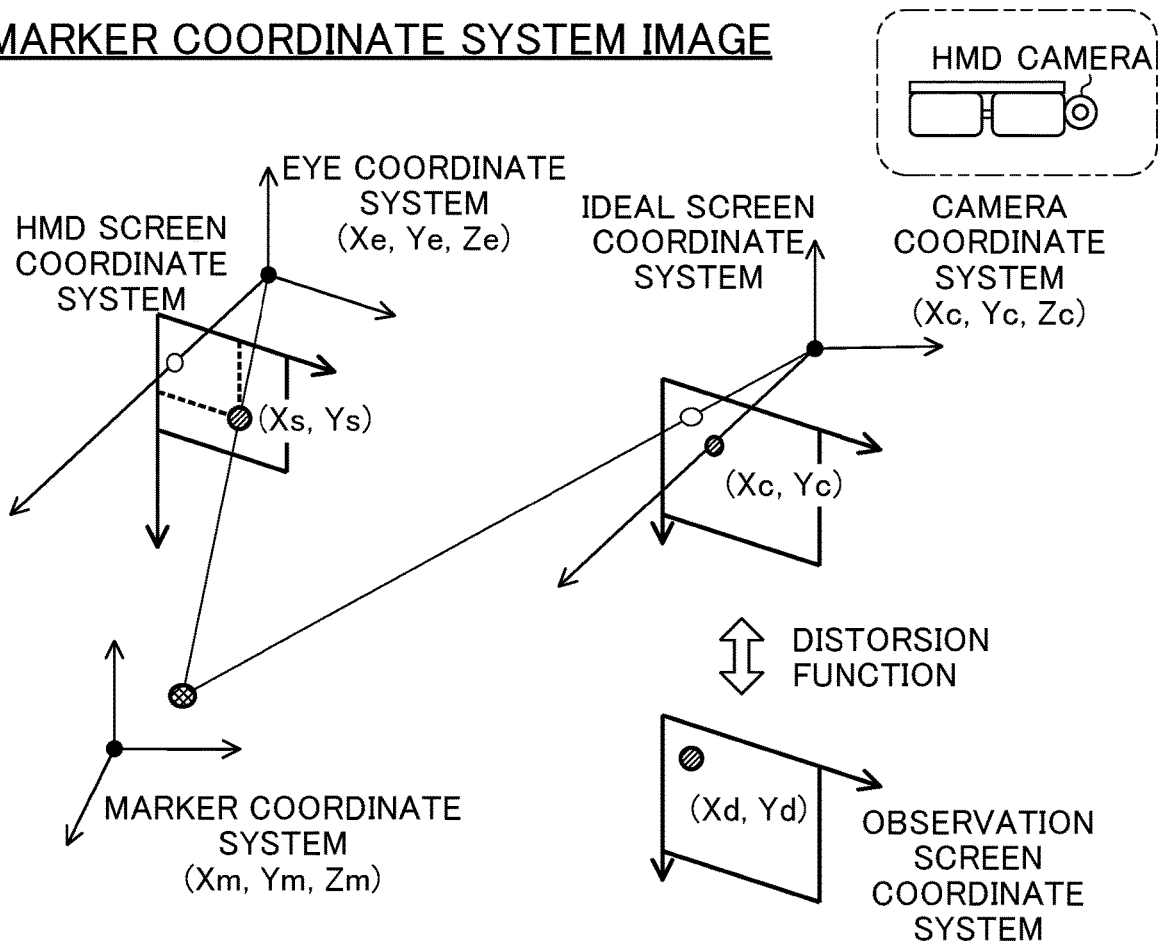 MARKER COORDINATE SYSTEM IMAGE
HMD CAMERA
EYE COORDINATE
SYSTEM
(Xe, Ye, Ze)
HMD SCREEN
COORDINATE
SYSTEM
(Xs, Ys)
IDEAL SCREEN
COORDINATE
SYSTEM
CAMERA
COORDINATE
SYSTEM
(Xc, Yc, Zc)
(Xc, Yc)
DISTORSION
FUNCTION
MARKER COORDINATE
SYSTEM
(Xm, Ym, Zm)
(Xd, Yd)
OBSERVATION
SCREEN
COORDINATE
SYSTEM